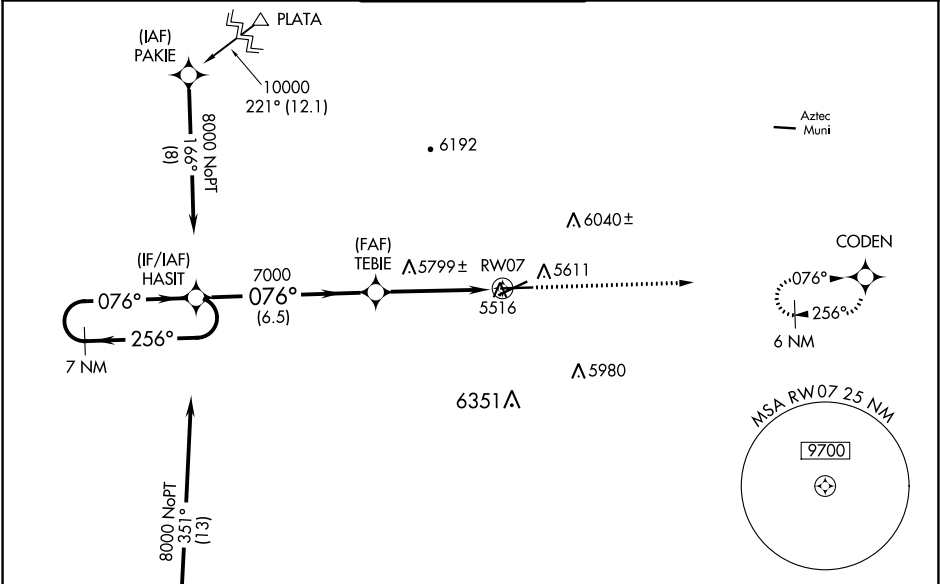 PLATA
(IAF)
PAKIE
10000
221° (12.1)
8000 NoPT
166°
(8)
6192
Aztec
Muni
6040±
(IF/IAF)
HASIT
7000
076°
(6.5)
(FAF)
TEBIE
5799±
RW07
5611
5516
CODEN
076°
256°
6 NM
076°
256°
7 NM
5980
6351
MSA RW07 25 NM
9700
8000 NoPT
351°
(13)